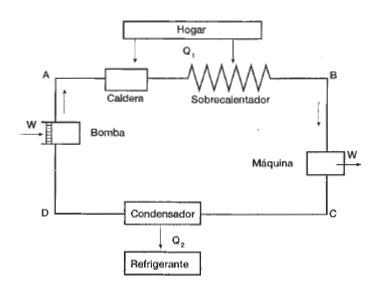 Hogar
Q1
A
B
Caldera
Sobrecalentador
W
Bomba
Máquina
W
D
Condensador
C
Q2
Refrigerante